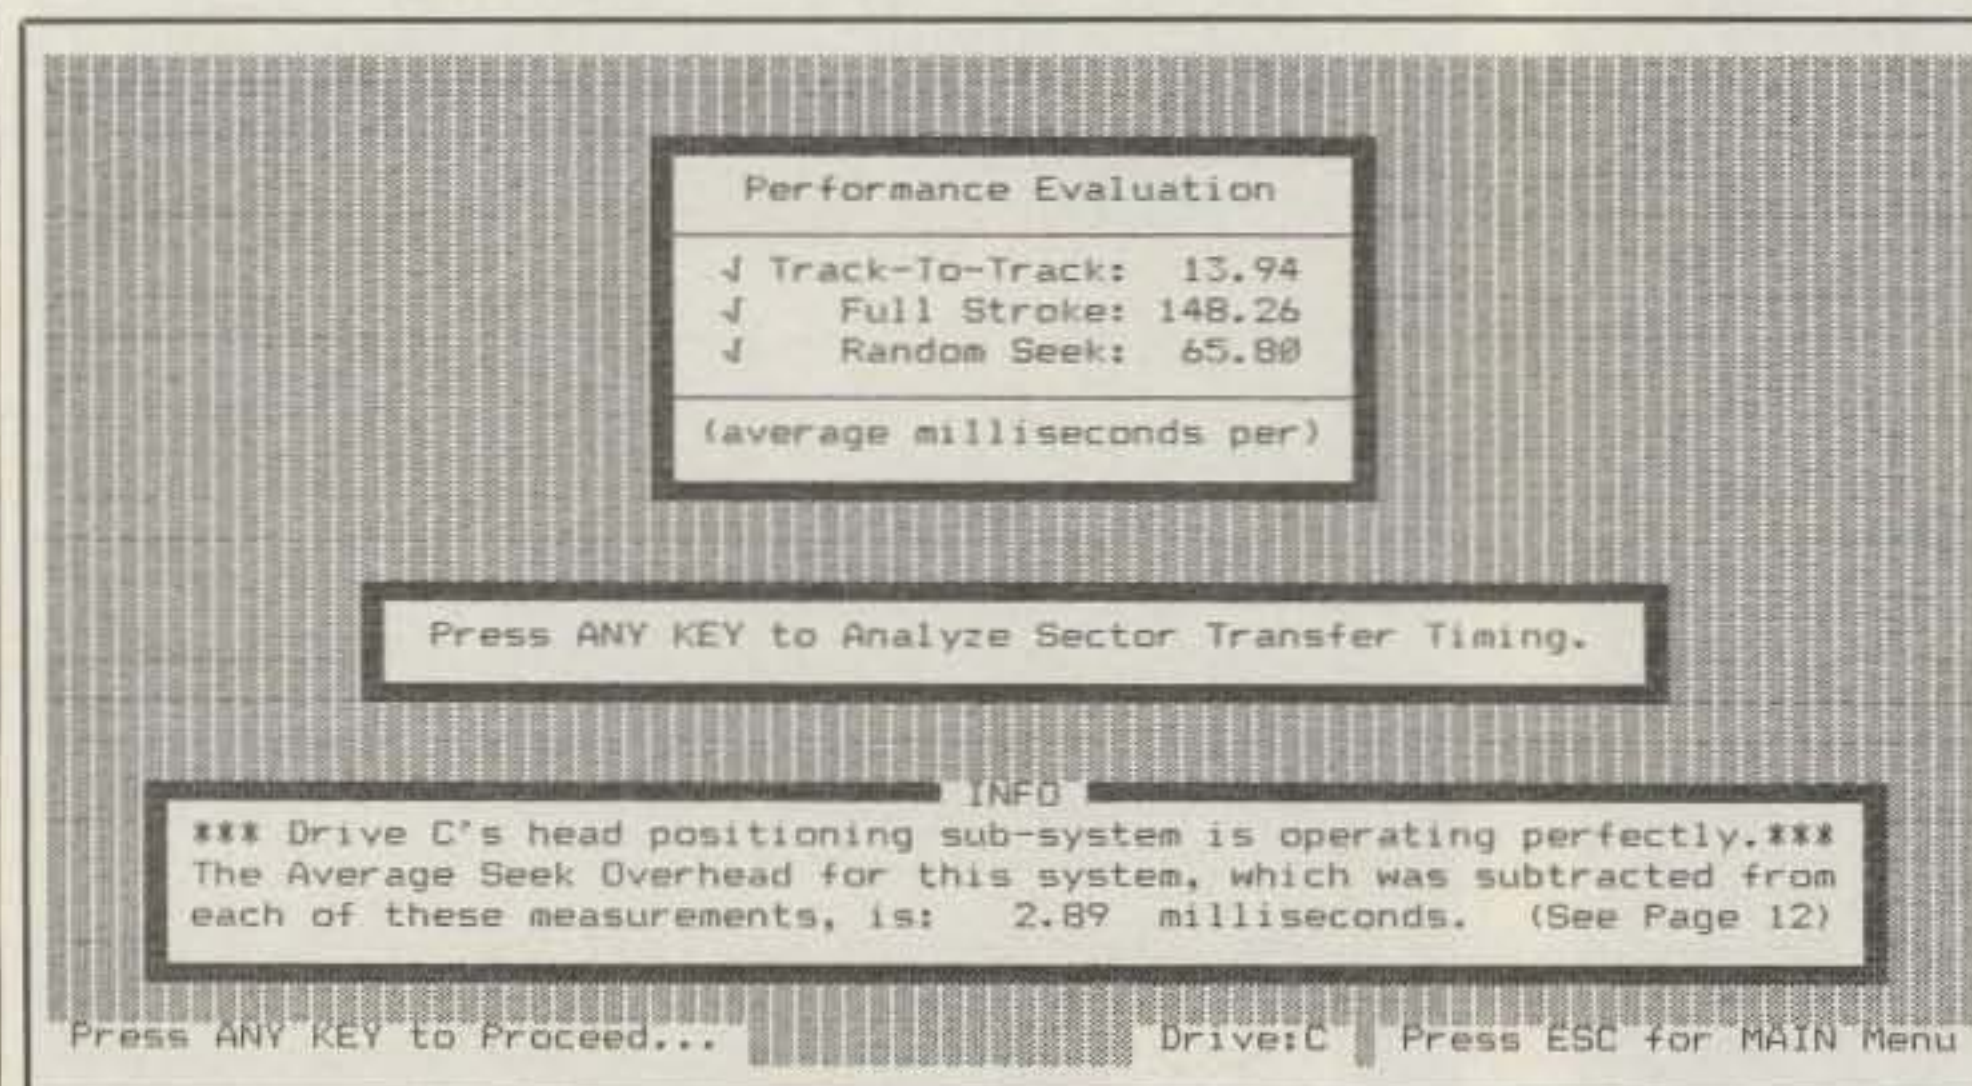 Performance Evaluation
√ Track-To-Track: 13.94
√ Full Stroke: 148.26
√ Random Seek: 65.80
(average milliseconds per)
Press ANY KEY to Analyze Sector Transfer Timing.
INFO
*** Drive C's head positioning sub-system is operating perfectly.***
The Average Seek Overhead for this system, which was subtracted from
each of these measurements, is: 2.89 milliseconds. (See Page 12)
Press ANY KEY to Proceed... Drive:C Press ESC for MAIN Menu